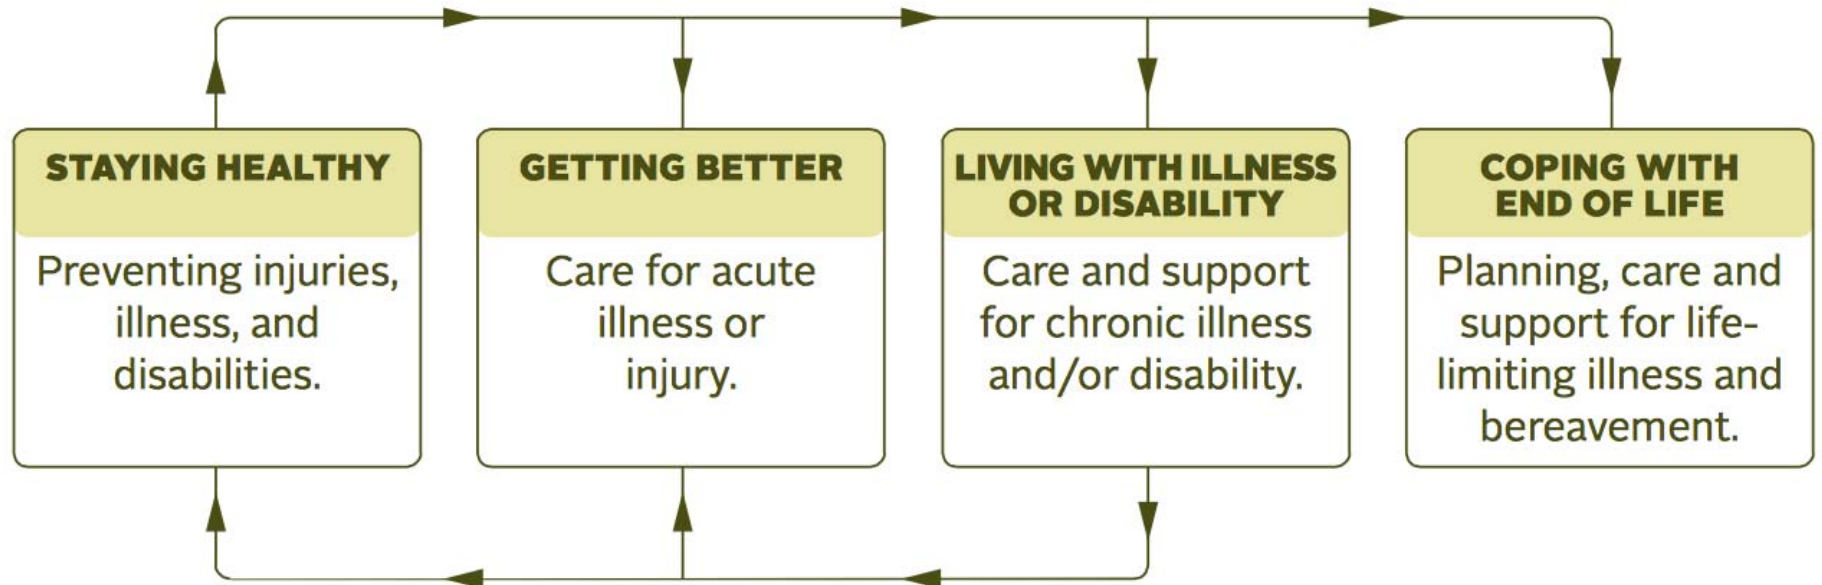 STAYING HEALTHY
Preventing injuries,
illness, and
disabilities.
GETTING BETTER
Care for acute
illness or
injury.
LIVING WITH ILLNESS
OR DISABILITY
Care and support
for chronic illness
and/or disability.
COPING WITH
END OF LIFE
Planning, care and
support for life-
limiting illness and
bereavement.